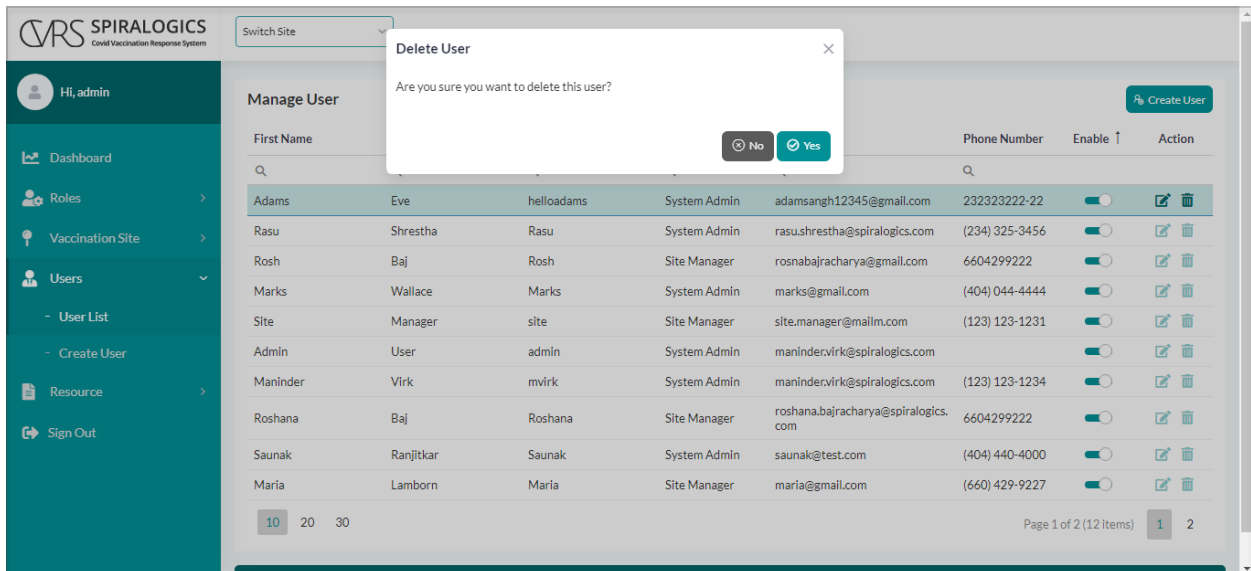 CVRS SPIRALOGICS
Covid Vaccination Response System
Switch Site
Delete User
Are you sure you want to delete this user?
No Yes
Hi, admin
Dashboard
Roles
Vaccination Site
Users
- User List
- Create User
Resource
Sign Out
Manage User
Create User
First Name Phone Number Enable ↑ Action
Adams Eve helloadams System Admin adamsangh12345@gmail.com 232323222-22
Rasu Shrestha Rasu System Admin rasu.shrestha@spiralogics.com (234) 325-3456
Rosh Baj Rosh Site Manager rosnabajracharya@gmail.com 6604299222
Marks Wallace Marks System Admin marks@gmail.com (404) 044-4444
Site Manager site Site Manager site.manager@mailm.com (123) 123-1231
Admin User admin System Admin maninder.virk@spiralogics.com
Maninder Virk mvirk System Admin maninder.virk@spiralogics.com (123) 123-1234
Roshana Baj Roshana Site Manager roshana.bajracharya@spiralogics. 6604299222
com
Saunak Ranjitkar Saunak System Admin saunak@test.com (404) 440-4000
Maria Lamborn Maria Site Manager maria@gmail.com (660) 429-9227
10 20 30
Page 1 of 2 (12 items) 1 2